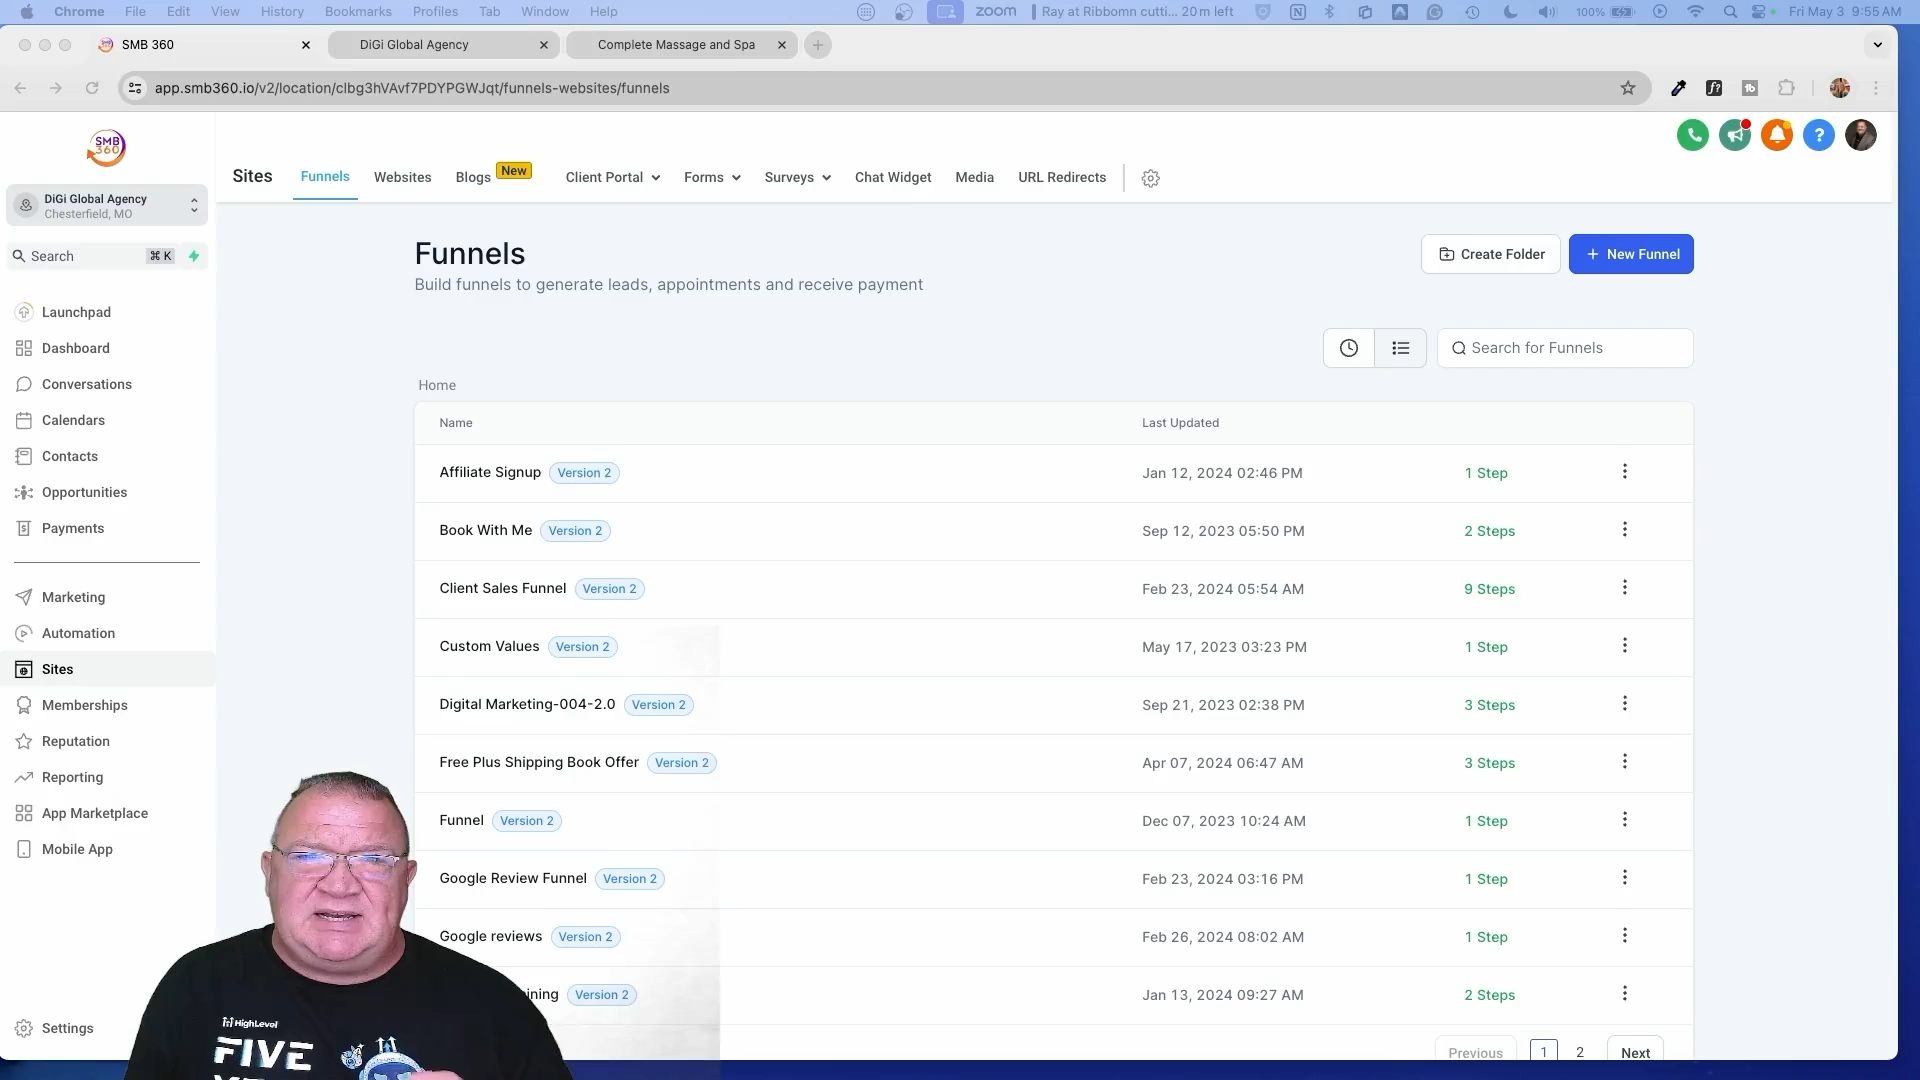 Chrome File Edit View History Bookmarks Profiles Tab Window Help zoom Ray at Ribbomn cutti... 20 m left 100% Fri May 3 9:55 AM
SMB 360 DiGi Global Agency Complete Massage and Spa
app.smb360.io/v2/location/clbg3hVAvf7PDYPGWJqt/funnels-websites/funnels
SMB
360
DiGi Global Agency
Chesterfield, MO
Search ⌘ K
Launchpad
Dashboard
Conversations
Calendars
Contacts
Opportunities
Payments
Marketing
Automation
Sites
Memberships
Reputation
Reporting
App Marketplace
Mobile App
Settings
Sites Funnels Websites Blogs New Client Portal Forms Surveys Chat Widget Media URL Redirects
Funnels
Build funnels to generate leads, appointments and receive payment
Create Folder + New Funnel
Search for Funnels
Home
Name Last Updated
Affiliate Signup Version 2 Jan 12, 2024 02:46 PM 1 Step
Book With Me Version 2 Sep 12, 2023 05:50 PM 2 Steps
Client Sales Funnel Version 2 Feb 23, 2024 05:54 AM 9 Steps
Custom Values Version 2 May 17, 2023 03:23 PM 1 Step
Digital Marketing-004-2.0 Version 2 Sep 21, 2023 02:38 PM 3 Steps
Free Plus Shipping Book Offer Version 2 Apr 07, 2024 06:47 AM 3 Steps
Funnel Version 2 Dec 07, 2023 10:24 AM 1 Step
Google Review Funnel Version 2 Feb 23, 2024 03:16 PM 1 Step
Google reviews Version 2 Feb 26, 2024 08:02 AM 1 Step
ining Version 2 Jan 13, 2024 09:27 AM 2 Steps
Previous 1 2 Next
HighLevel
FIVE